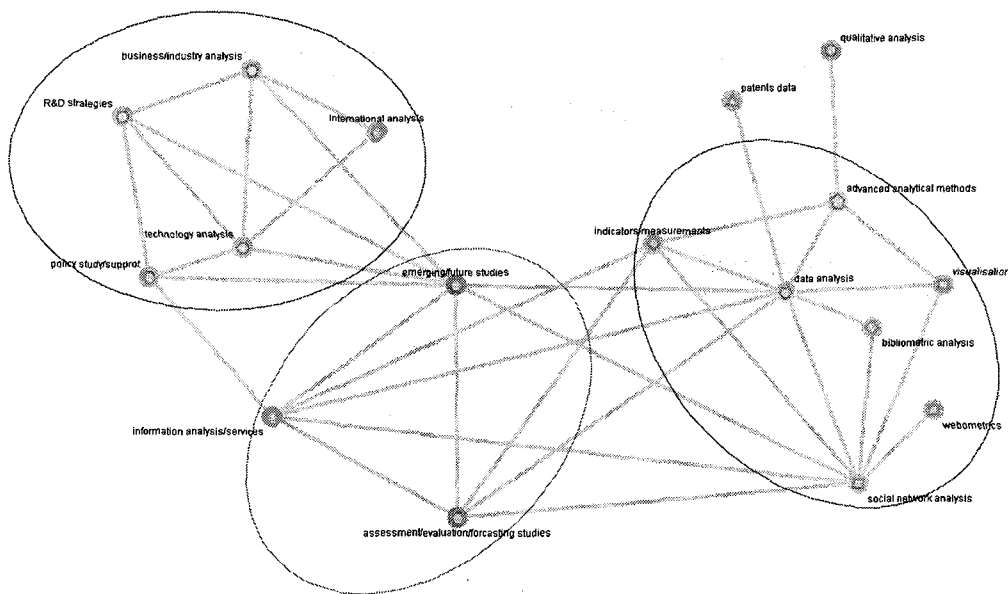 qualitative analysis
business/industry analysis
patents data
R&D strategies
International analysis
advanced analytical methods
technology analysis
indicators/measurements
policy study/supprot
emerging/future studies
data analysis
visualisation
bibliometric analysis
webometrics
information analysis/services
social network analysis
assessment/evaluation/forcasting studies